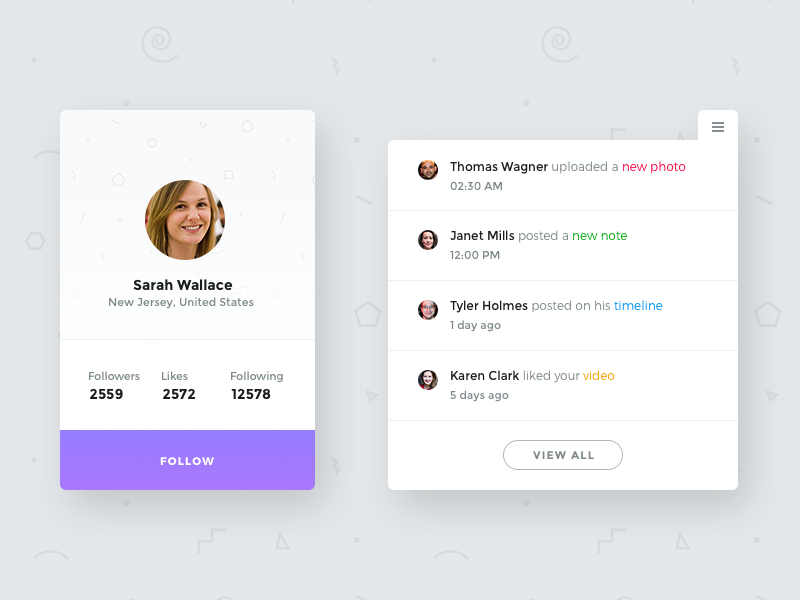 Sarah Wallace
New Jersey, United States
Followers Likes Following
2559 2572 12578
FOLLOW
Thomas Wagner uploaded a new photo
02:30 AM
Janet Mills posted a new note
12:00 PM
Tyler Holmes posted on his timeline
1 day ago
Karen Clark liked your video
5 days ago
VIEW ALL